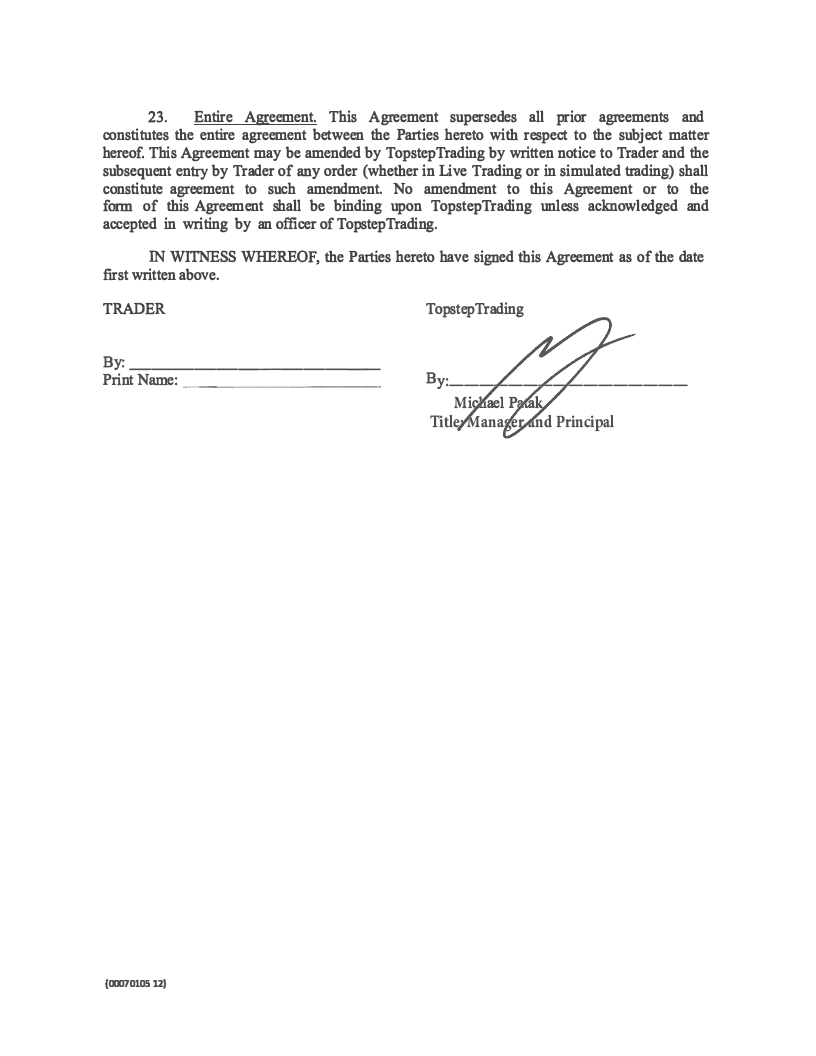 23. Entire Agreement. This Agreement supersedes all prior agreements and
constitutes the entire agreement between the Parties hereto with respect to the subject matter
hereof. This Agreement may be amended by TopstepTrading by written notice to Trader and the
subsequent entry by Trader of any order (whether in Live Trading or in simulated trading) shall
constitute agreement to such amendment. No amendment to this Agreement or to the
form of this Agreement shall be binding upon TopstepTrading unless acknowledged and
accepted in writing by an officer of TopstepTrading.
IN WITNESS WHEREOF, the Parties hereto have signed this Agreement as of the date
first written above.
TRADER
By:
Print Name:
TopstepTrading
By:
Michael Patak
Title: Manager and Principal
{00070105 12}